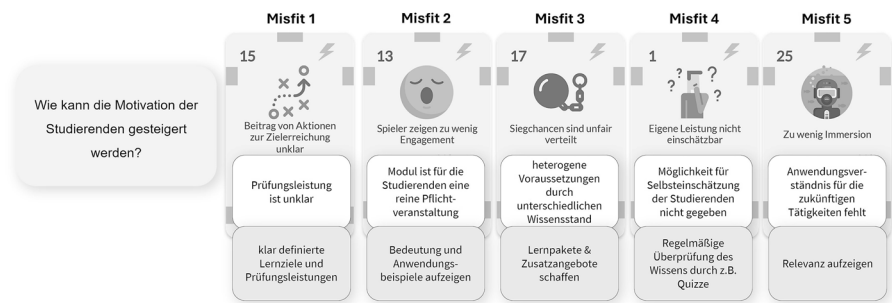 Wie kann die Motivation der
Studierenden gesteigert
werden?
Misfit 1
15
Beitrag von Aktionen
zur Zielerreichung
unklar
Prüfungsleistung
ist unklar
klar definierte
Lernziele und
Prüfungsleistungen
Misfit 2
13
Spieler zeigen zu wenig
Engagement
Modul ist für die
Studierenden eine
reine Pflicht-
veranstaltung
Bedeutung und
Anwendungs-
beispiele aufzeigen
Misfit 3
17
Siegchancen sind unfair
verteilt
heterogene
Voraussetzungen
durch
unterschiedlichen
Wissensstand
Lernpakete &
Zusatzangebote
schaffen
Misfit 4
1
? ? ? ?
Eigene Leistung nicht
einschätzbar
Möglichkeit für
Selbsteinschätzung
der Studierenden
nicht gegeben
Regelmäßige
Überprüfung des
Wissens durch z.B.
Quizze
Misfit 5
25
Zu wenig Immersion
Anwendungsver-
ständnis für die
zukünftigen
Tätigkeiten fehlt
Relevanz aufzeigen